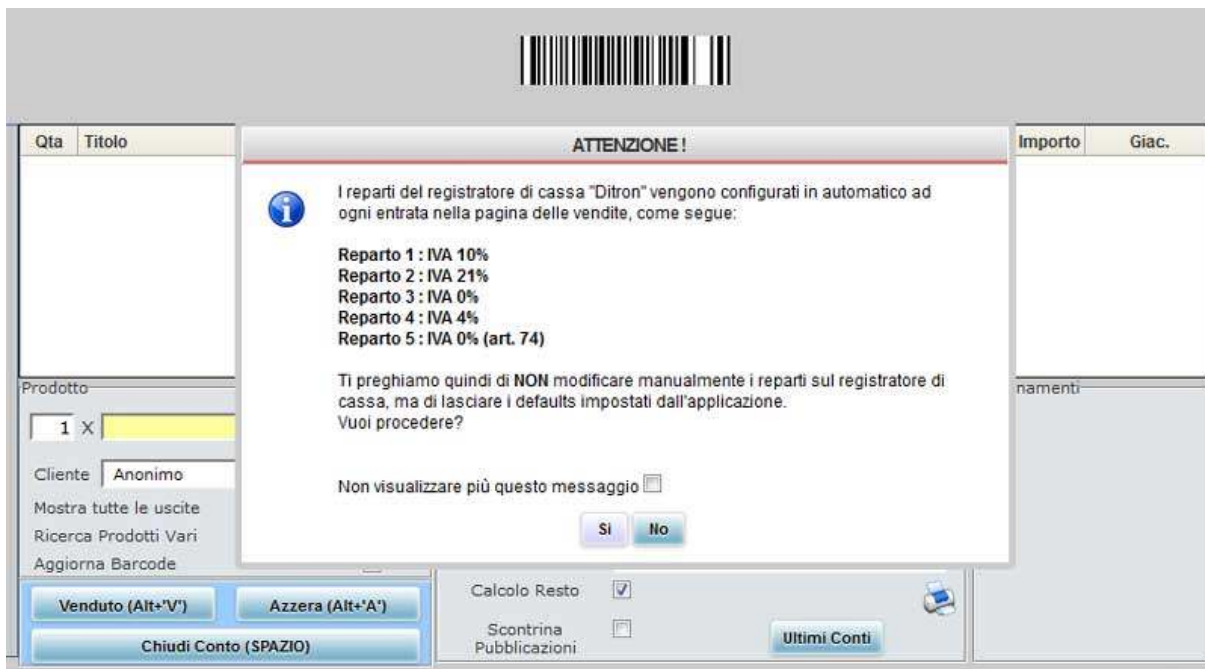 Qta Titolo
Importo Giac.
ATTENZIONE !
I reparti del registratore di cassa "Ditron" vengono configurati in automatico ad
ogni entrata nella pagina delle vendite, come segue:
Reparto 1 : IVA 10%
Reparto 2 : IVA 21%
Reparto 3 : IVA 0%
Reparto 4 : IVA 4%
Reparto 5 : IVA 0% (art. 74)
Ti preghiamo quindi di NON modificare manualmente i reparti sul registratore di
cassa, ma di lasciare i defaults impostati dall'applicazione.
Vuoi procedere?
Non visualizzare più questo messaggio
Si No
Prodotto
namenti
1 X
Cliente Anonimo
Mostra tutte le uscite
Ricerca Prodotti Vari
Aggiorna Barcode
Venduto (Alt+'V') Azzera (Alt+'A')
Chiudi Conto (SPAZIO)
Calcolo Resto
Scontrina
Pubblicazioni
Ultimi Conti